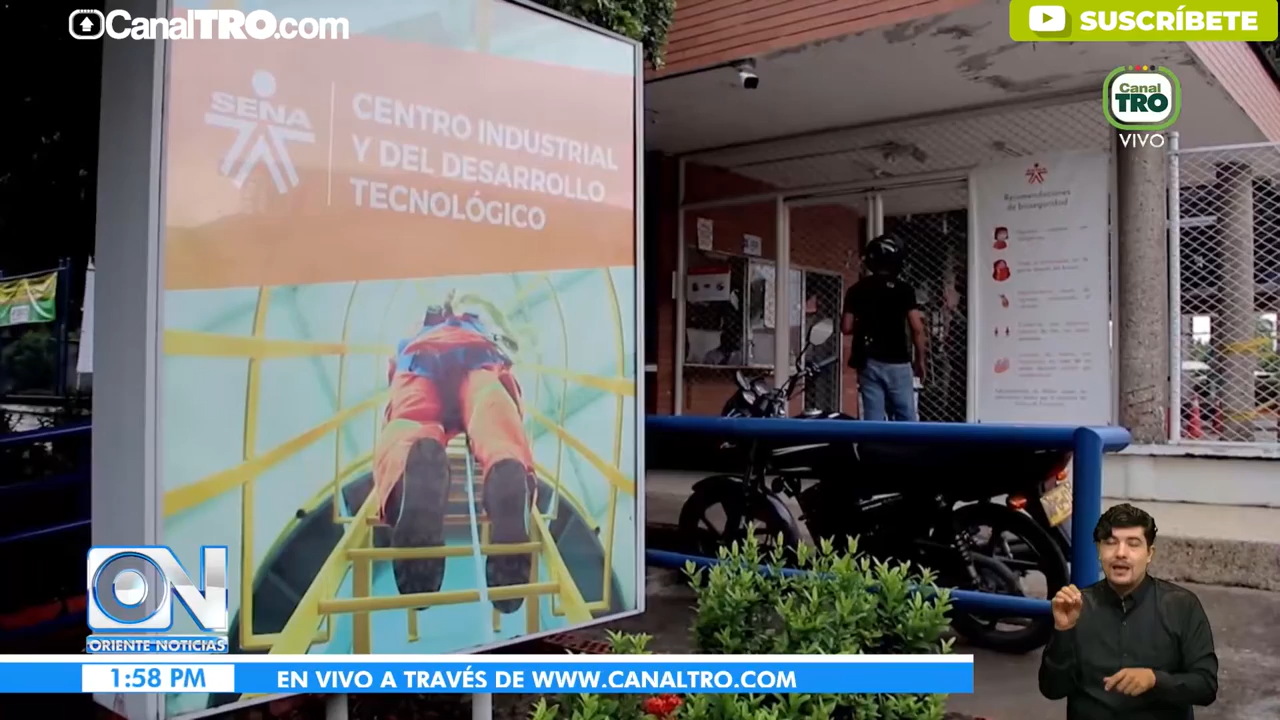 CanalTRO.com
SUSCRÍBETE
Canal
TRO
VIVO
SENA
CENTRO INDUSTRIAL
Y DEL DESARROLLO
TECNOLÓGICO
Recomendaciones
de bioseguridad
ON
ORIENTE NOTICIAS
1:58 PM
EN VIVO A TRAVÉS DE WWW.CANALTRO.COM